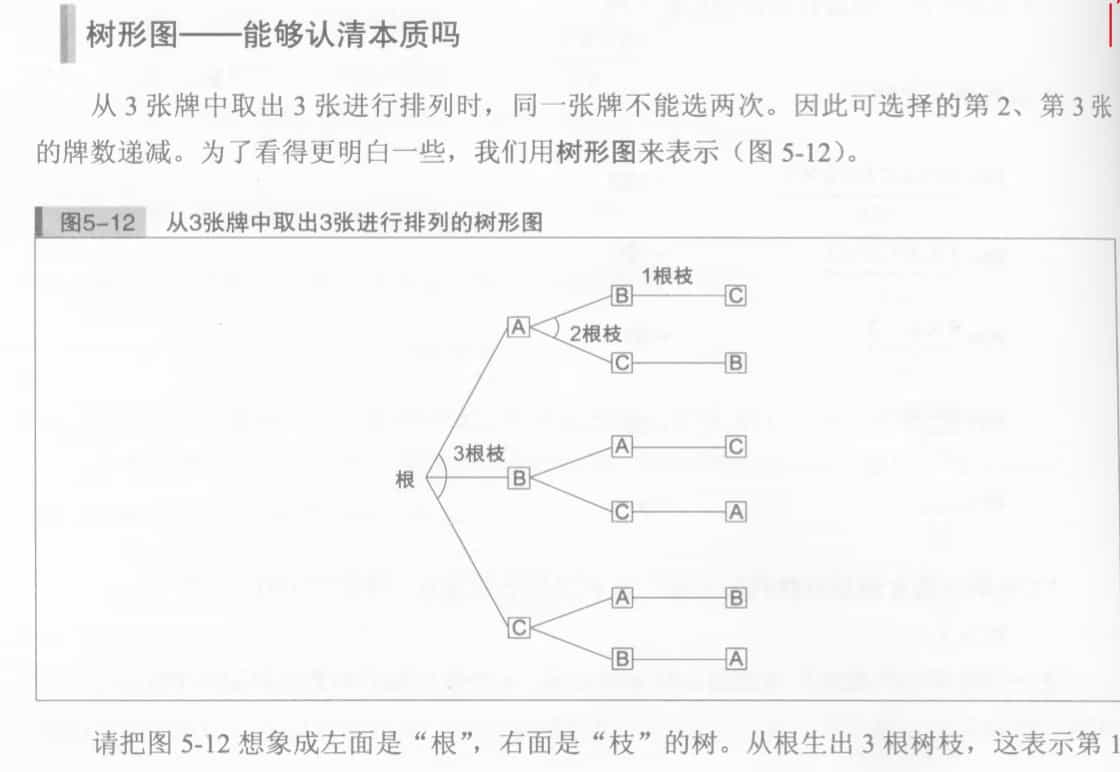 树形图——能够认清本质吗
从 3 张牌中取出 3 张进行排列时，同一张牌不能选两次。因此可选择的第 2、第 3 张
的牌数递减。为了看得更明白一些，我们用树形图来表示（图 5-12）。
图5-12 从3张牌中取出3张进行排列的树形图
1根枝
B C
A
2根枝
C B
A C
3根枝
根 B
C A
A B
C
B A
请把图 5-12 想象成左面是“根”，右面是“枝”的树。从根生出 3 根树枝，这表示第 1